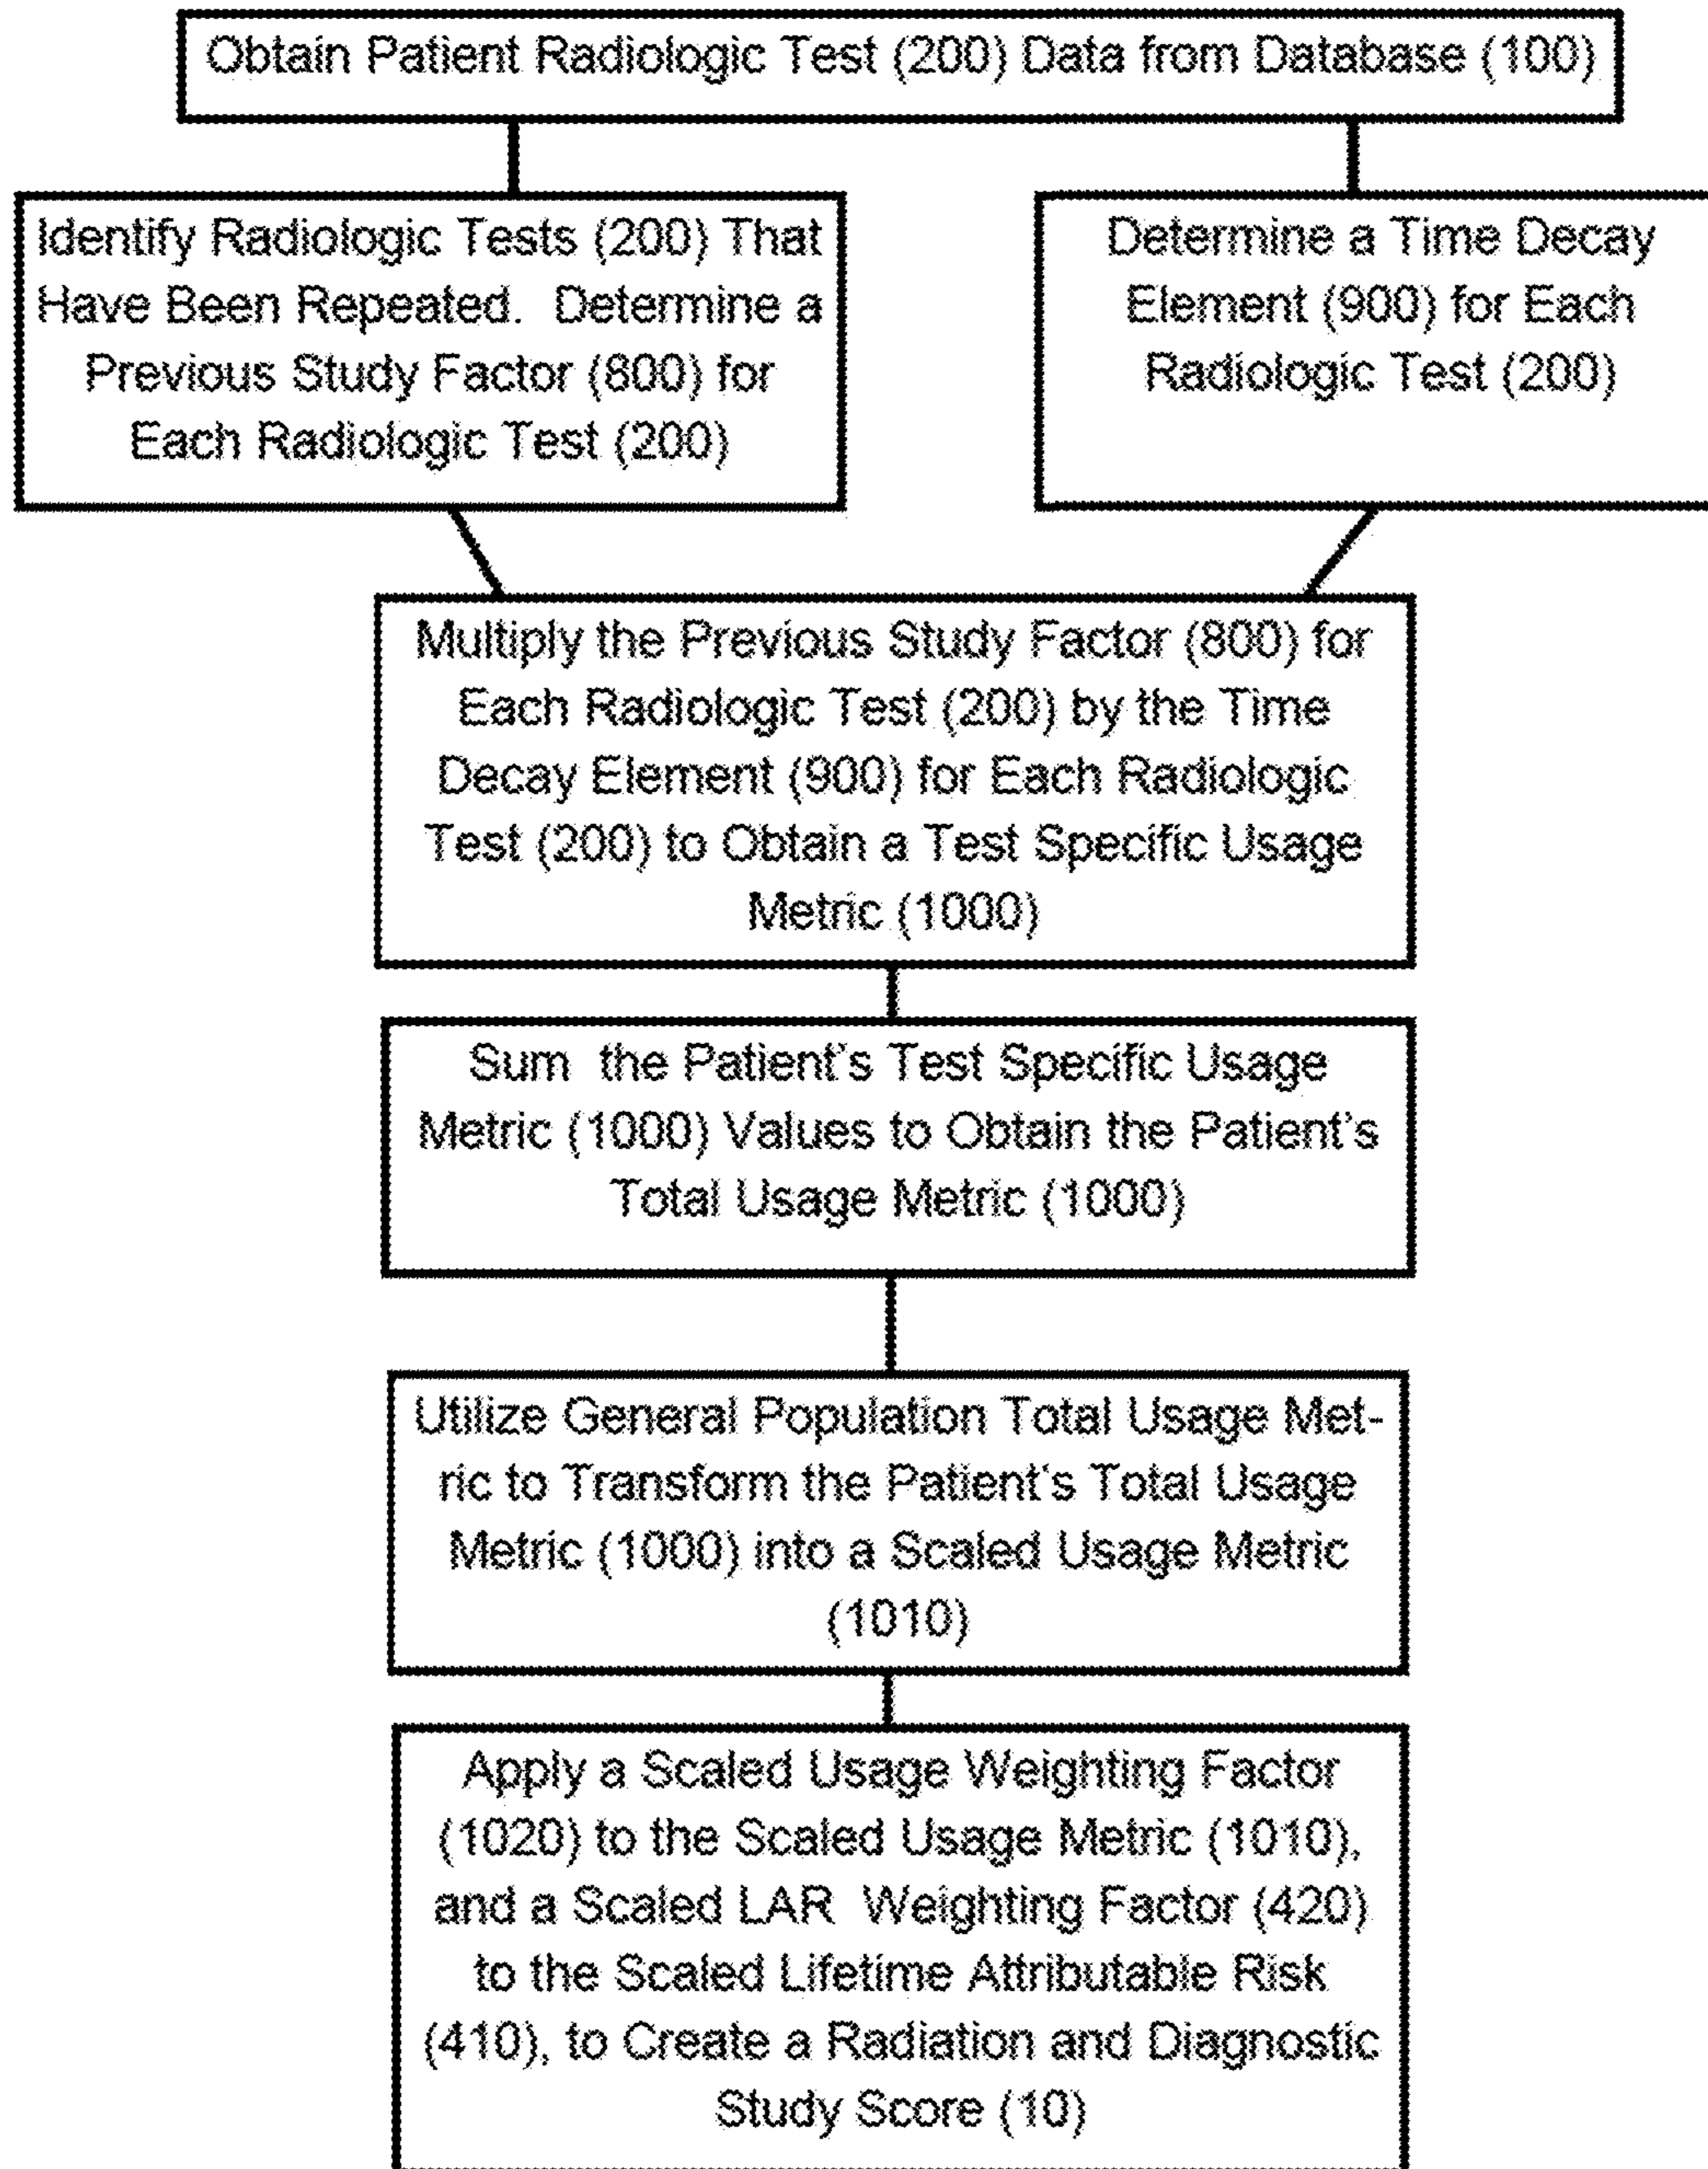 Obtain Patient Radiologic Test (200) Data from Database (100)
Identify Radiologic Tests (200) That
Have Been Repeated.  Determine a
Previous Study Factor (800) for
Each Radiologic Test (200)
Determine a Time Decay
Element (900) for Each
Radiologic Test (200)
Multiply the Previous Study Factor (800) for
Each Radiologic Test (200) by the Time
Decay Element (900) for Each Radiologic
Test (200) to Obtain a Test Specific Usage
Metric (1000)
Sum  the Patient's Test Specific Usage
Metric (1000) Values to Obtain the Patient's
Total Usage Metric (1000)
Utilize General Population Total Usage Met-
ric to Transform the Patient's Total Usage
Metric (1000) into a Scaled Usage Metric
(1010)
Apply a Scaled Usage Weighting Factor
(1020) to the Scaled Usage Metric (1010),
and a Scaled LAR  Weighting Factor (420)
to the Scaled Lifetime Attributable Risk
(410), to Create a Radiation and Diagnostic
Study Score (10)